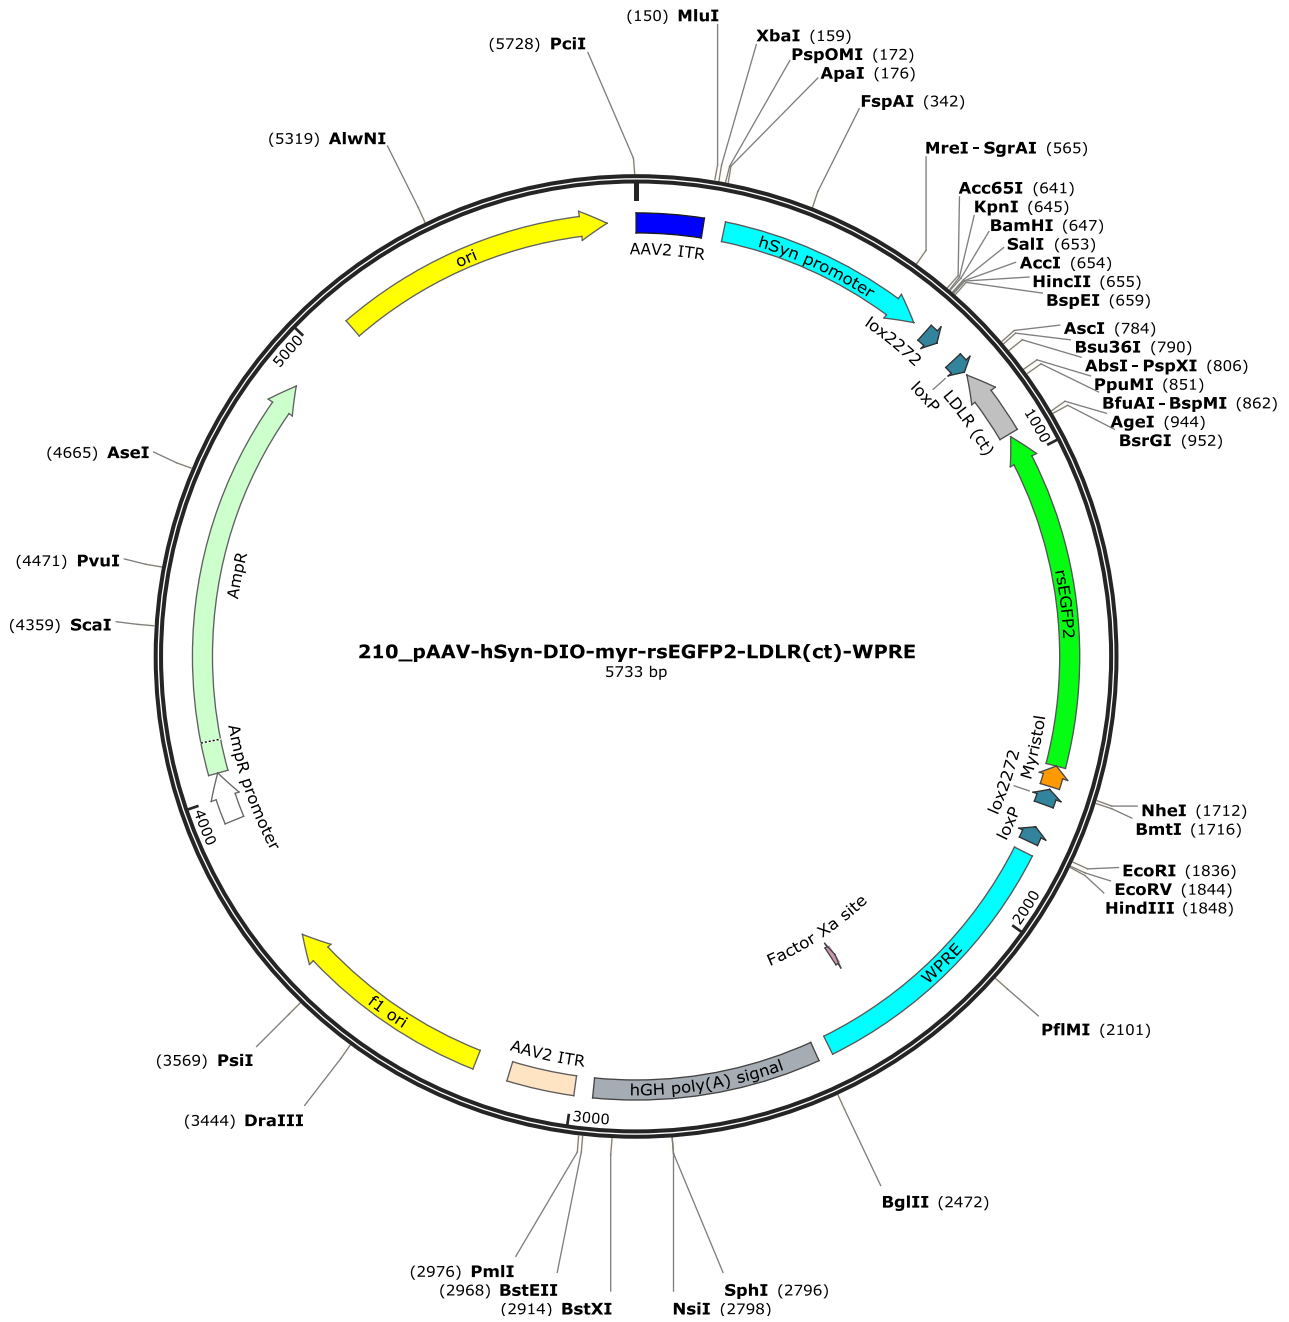 (150) MluI
XbaI (159)
PspOMI (172)
ApaI (176)
FspAI (342)
MreI - SgrAI (565)
Acc65I (641)
KpnI (645)
BamHI (647)
SalI (653)
AccI (654)
HincII (655)
BspEI (659)
AscI (784)
Bsu36I (790)
AbsI - PspXI (806)
PpuMI (851)
BfuAI - BspMI (862)
AgeI (944)
BsrGI (952)
NheI (1712)
BmtI (1716)
EcoRI (1836)
EcoRV (1844)
HindIII (1848)
PflMI (2101)
BglII (2472)
SphI (2796)
NsiI (2798)
(2914) BstXI
(2968) BstEII
(2976) PmlI
(3444) DraIII
(3569) PsiI
(4359) ScaI
(4471) PvuI
(4665) AseI
(5319) AlwNI
(5728) PciI
AAV2 ITR
hSyn promoter
lox2272
loxP
LDLR (ct)
1000
rsEGFP2
Myristol
lox2272
loxP
2000
WPRE
Factor Xa site
hGH poly(A) signal
3000
AAV2 ITR
f1 ori
4000
AmpR promoter
AmpR
5000
ori
210_pAAV-hSyn-DIO-myr-rsEGFP2-LDLR(ct)-WPRE
5733 bp